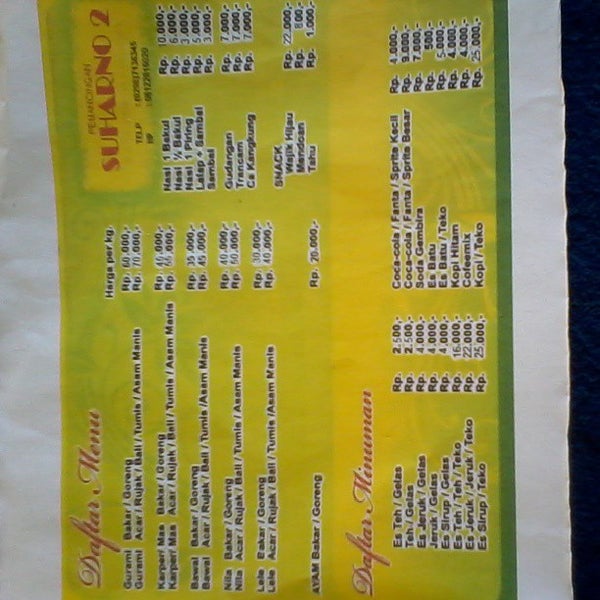 PEMANCINGAN
SUHARNO 2
TELP : (0298)7136345
HP : 08122816020
Daftar Menu
Harga per kg.
Gurami Bakar / Goreng Rp. 60.000,-
Gurami Acar / Rujak / Bali / Tumis / Asam Manis Rp. 70.000,-
Karper/ Mas Bakar / Goreng Rp.
Karper/ Mas Acar / Rujak / Bali / Tumis / Asam Manis Rp.
Bawal Bakar / Goreng Rp. 35.000,-
Bawal Acar / Rujak / Bali / Tumis /Asam Manis Rp. 45.000,-
Nila Bakar / Goreng Rp. 40.000,-
Nila Acar / Rujak / Bali / Tumis /Asam Manis Rp. 50.000,-
Lele Bakar / Goreng Rp. 30.000,-
Lele Acar / Rujak / Bali / Tumis /Asam Manis Rp. 40.000,-
AYAM Bakar / Goreng Rp. 20.000,-
Nasi 1 Bakul Rp. 10.000,-
Nasi ½ Bakul Rp. 6.000,-
Nasi 1 Piring Rp. 3.000,-
Lalap + Sambal Rp. 5.000,-
Sambal Rp. 3.000,-
Gudangan Rp. 7.000,-
Trancam Rp. 7.000,-
Ca Kangkung Rp. 7.000,-
SNACK
Wajik Hijau Rp. 22.000,-
Mendoan Rp. 800,-
Tahu Rp. 1.000,-
Daftar Minuman
Es Teh / Gelas Rp. 2.500,-
Teh / Gelas Rp. 2.500,-
Es Jeruk / Gelas Rp. 4.000,-
Jeruk / Gelas Rp. 4.000,-
Es Sirup / Gelas Rp. 4.000,-
Es Teh / Teh / Teko Rp. 16.000,-
Es Jeruk / Jeruk / Teko Rp. 22.000,-
Es Sirup / Teko Rp. 25.000,-
Coca-cola / Fanta / Sprite Kecil Rp. 4.000,-
Coca-cola / Fanta / Sprite Besar Rp. 9.000,-
Soda Gembira Rp. 7.000,-
Es Batu Rp. 500,-
Es Batu / Teko Rp. 5.000,-
Kopi Hitam Rp. 4.000,-
Cofeemix Rp. 4.000,-
Kopi / Teko Rp. 25.000,-